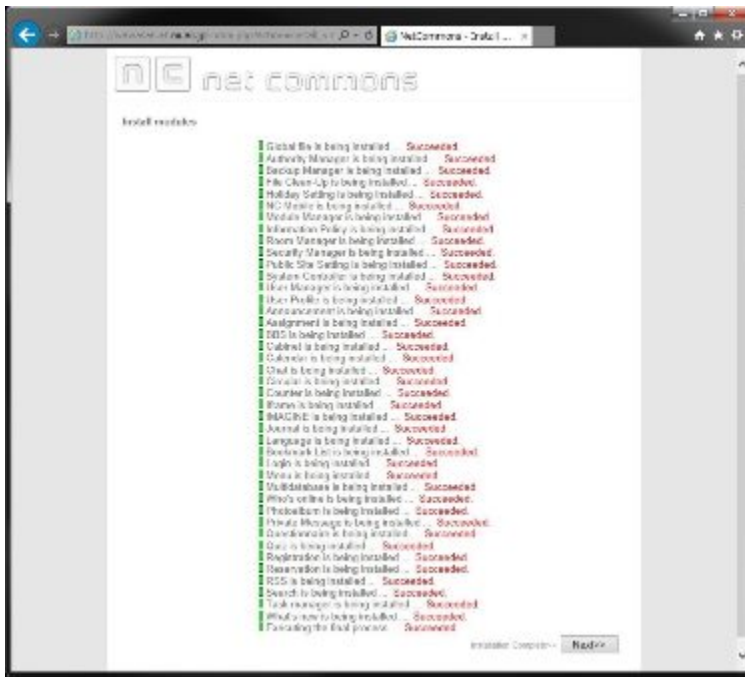 NetCommons - Install ...
nc net commons
Install modules
Global file is being installed ... Succeeded.
Authority Manager is being installed ... Succeeded.
Backup Manager is being installed ... Succeeded.
File Clean-Up is being installed ... Succeeded.
Holiday Setting is being installed ... Succeeded.
NC Mobile is being installed ... Succeeded.
Module Manager is being installed ... Succeeded.
Information Policy is being installed ... Succeeded.
Room Manager is being installed ... Succeeded.
Security Manager is being installed ... Succeeded.
Public Site Setting is being installed ... Succeeded.
System Controller is being installed ... Succeeded.
User Manager is being installed ... Succeeded.
User Profile is being installed ... Succeeded.
Announcement is being installed ... Succeeded.
Assignment is being installed ... Succeeded.
BBS is being installed ... Succeeded.
Cabinet is being installed ... Succeeded.
Calendar is being installed ... Succeeded.
Chat is being installed ... Succeeded.
Circular is being installed ... Succeeded.
Counter is being installed ... Succeeded.
Iframe is being installed ... Succeeded.
IMAGINE is being installed ... Succeeded.
Journal is being installed ... Succeeded.
Language is being installed ... Succeeded.
Bookmark List is being installed ... Succeeded.
Login is being installed ... Succeeded.
Menu is being installed ... Succeeded.
Multidatabase is being installed ... Succeeded.
Who's online is being installed ... Succeeded.
Photoalbum is being installed ... Succeeded.
Private Message is being installed ... Succeeded.
Questionnaire is being installed ... Succeeded.
Quiz is being installed ... Succeeded.
Registration is being installed ... Succeeded.
Reservation is being installed ... Succeeded.
RSS is being installed ... Succeeded.
Search is being installed ... Succeeded.
Task manager is being installed ... Succeeded.
What's new is being installed ... Succeeded.
Executing the final process ... Succeeded.
Installation Complete>> Next>>